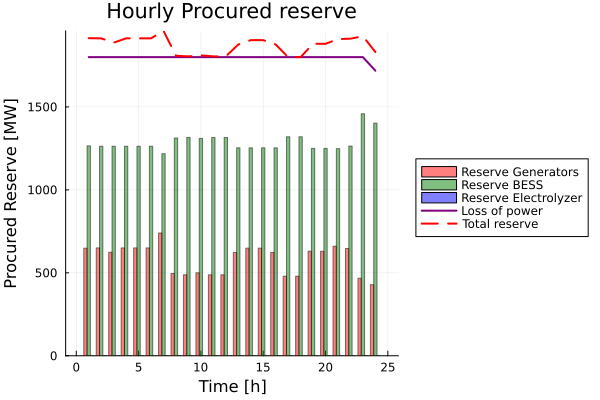 Hourly Procured reserve
Procured Reserve [MW]
1500
1000
500
0
0 5 10 15 20 25
Time [h]
Reserve Generators
Reserve BESS
Reserve Electrolyzer
Loss of power
Total reserve